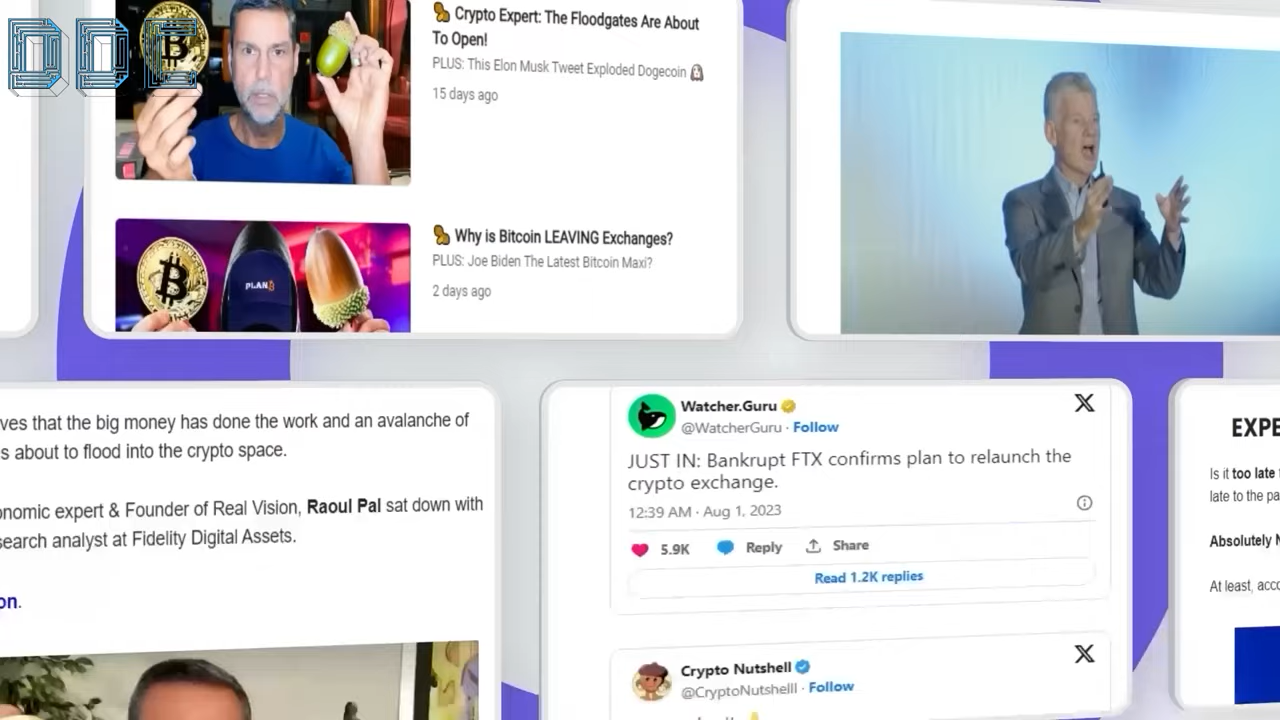 DDC
Crypto Expert: The Floodgates Are About
To Open!
PLUS: This Elon Musk Tweet Exploded Dogecoin
15 days ago
PLANB
Why is Bitcoin LEAVING Exchanges?
PLUS: Joe Biden The Latest Bitcoin Maxi?
2 days ago
ves that the big money has done the work and an avalanche of
s about to flood into the crypto space.
onomic expert & Founder of Real Vision, Raoul Pal sat down with
search analyst at Fidelity Digital Assets.
on.
Watcher.Guru
@WatcherGuru · Follow
JUST IN: Bankrupt FTX confirms plan to relaunch the
crypto exchange.
12:39 AM · Aug 1, 2023
5.9K Reply Share
Read 1.2K replies
Crypto Nutshell
@CryptoNutshelll · Follow
EXPE
Is it too late
late to the pa
Absolutely N
At least, acco